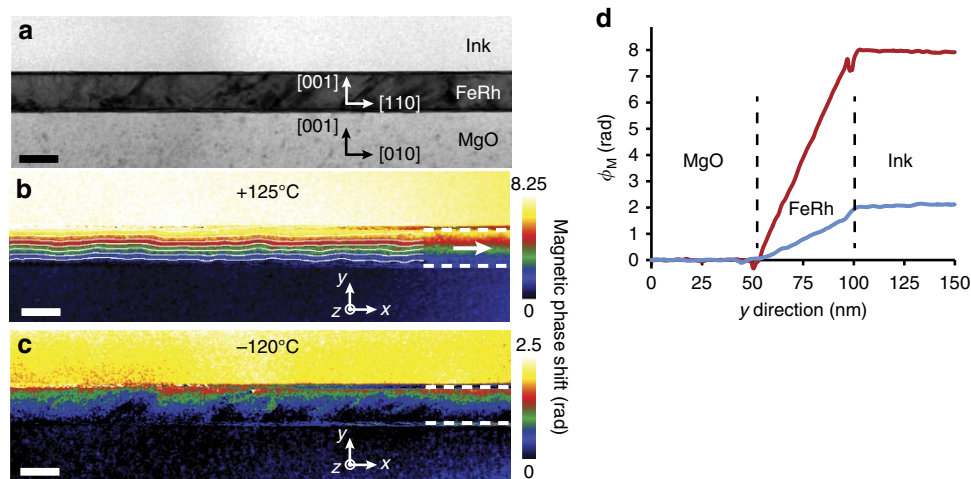 a
Ink
[001]
FeRh
[110]
[001]
MgO
[010]
b
+125°C
8.25
y
z
x
0
c
−120°C
2.5
y
z
x
0
Magnetic phase shift (rad)
d
8
7
6
5
4
3
2
1
0
ϕM (rad)
MgO
FeRh
Ink
0 25 50 75 100 125 150
y direction (nm)